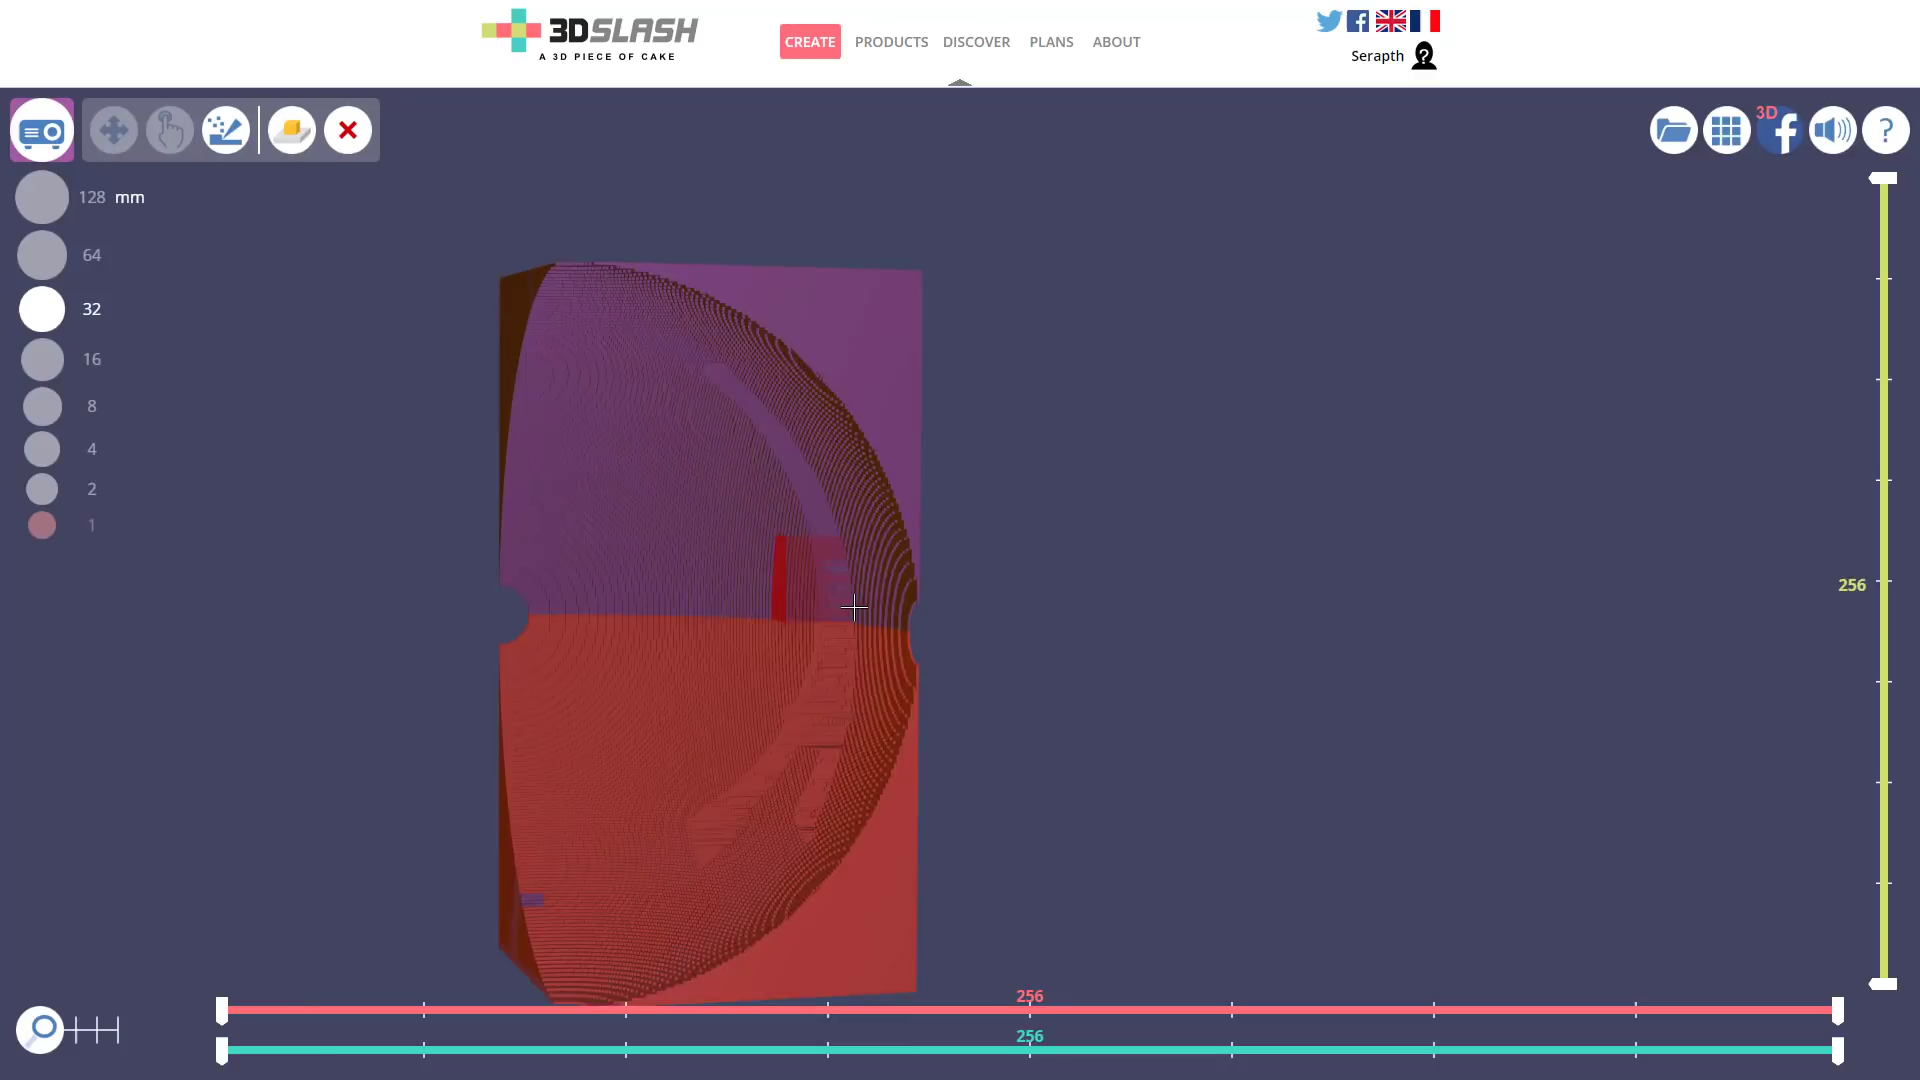 3DSLASH
A 3D PIECE OF CAKE
CREATE
PRODUCTS
DISCOVER
PLANS
ABOUT
Serapth
?
3D
f
?
128 mm
64
32
16
8
4
2
1
256
256
256